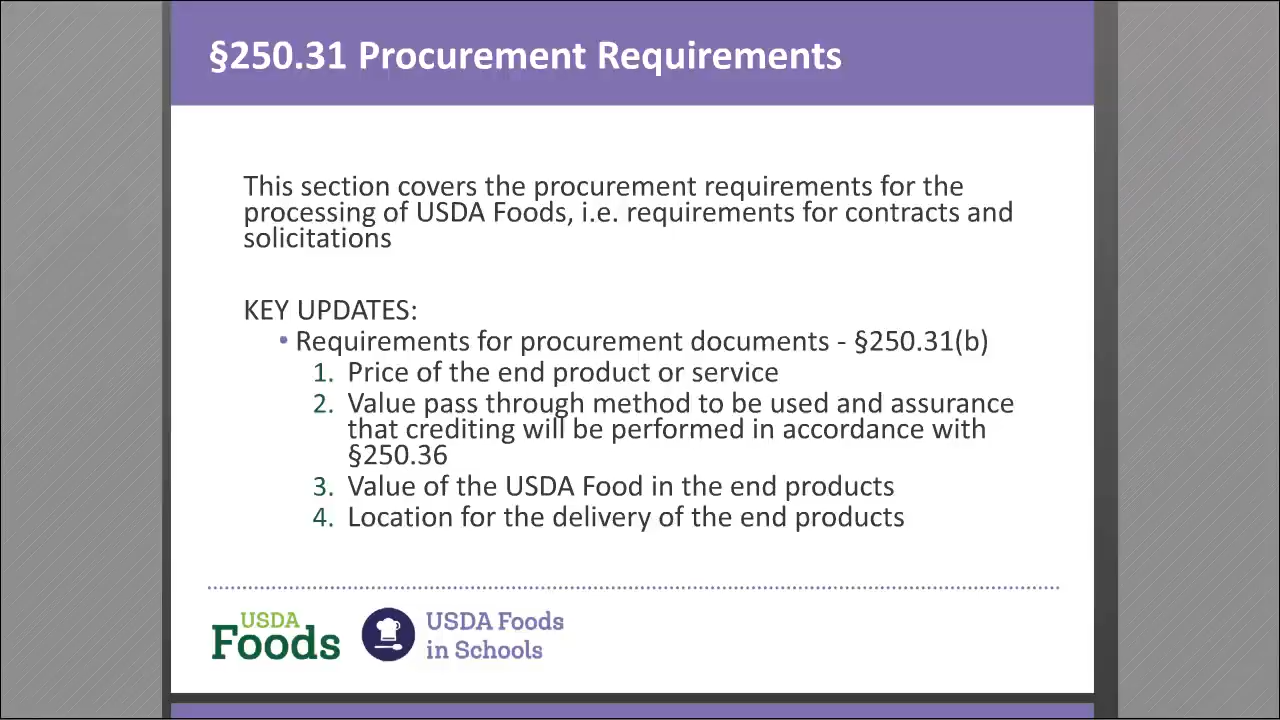 §250.31 Procurement Requirements
This section covers the procurement requirements for the
processing of USDA Foods, i.e. requirements for contracts and
solicitations
KEY UPDATES:
• Requirements for procurement documents - §250.31(b)
1. Price of the end product or service
2. Value pass through method to be used and assurance
that crediting will be performed in accordance with
§250.36
3. Value of the USDA Food in the end products
4. Location for the delivery of the end products
USDA
Foods
USDA Foods
in Schools